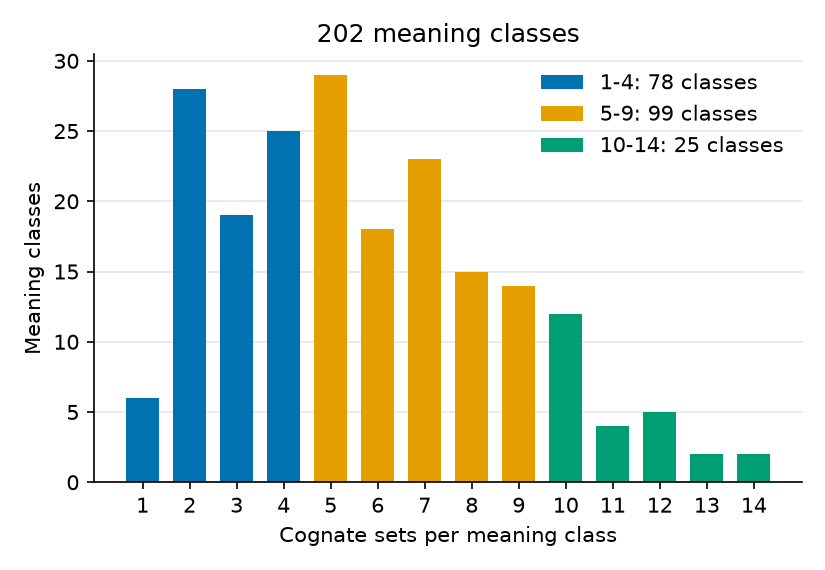 202 meaning classes
30
25
20
15
10
5
0
Meaning classes
1-4: 78 classes
5-9: 99 classes
10-14: 25 classes
1 2 3 4 5 6 7 8 9 10 11 12 13 14
Cognate sets per meaning class